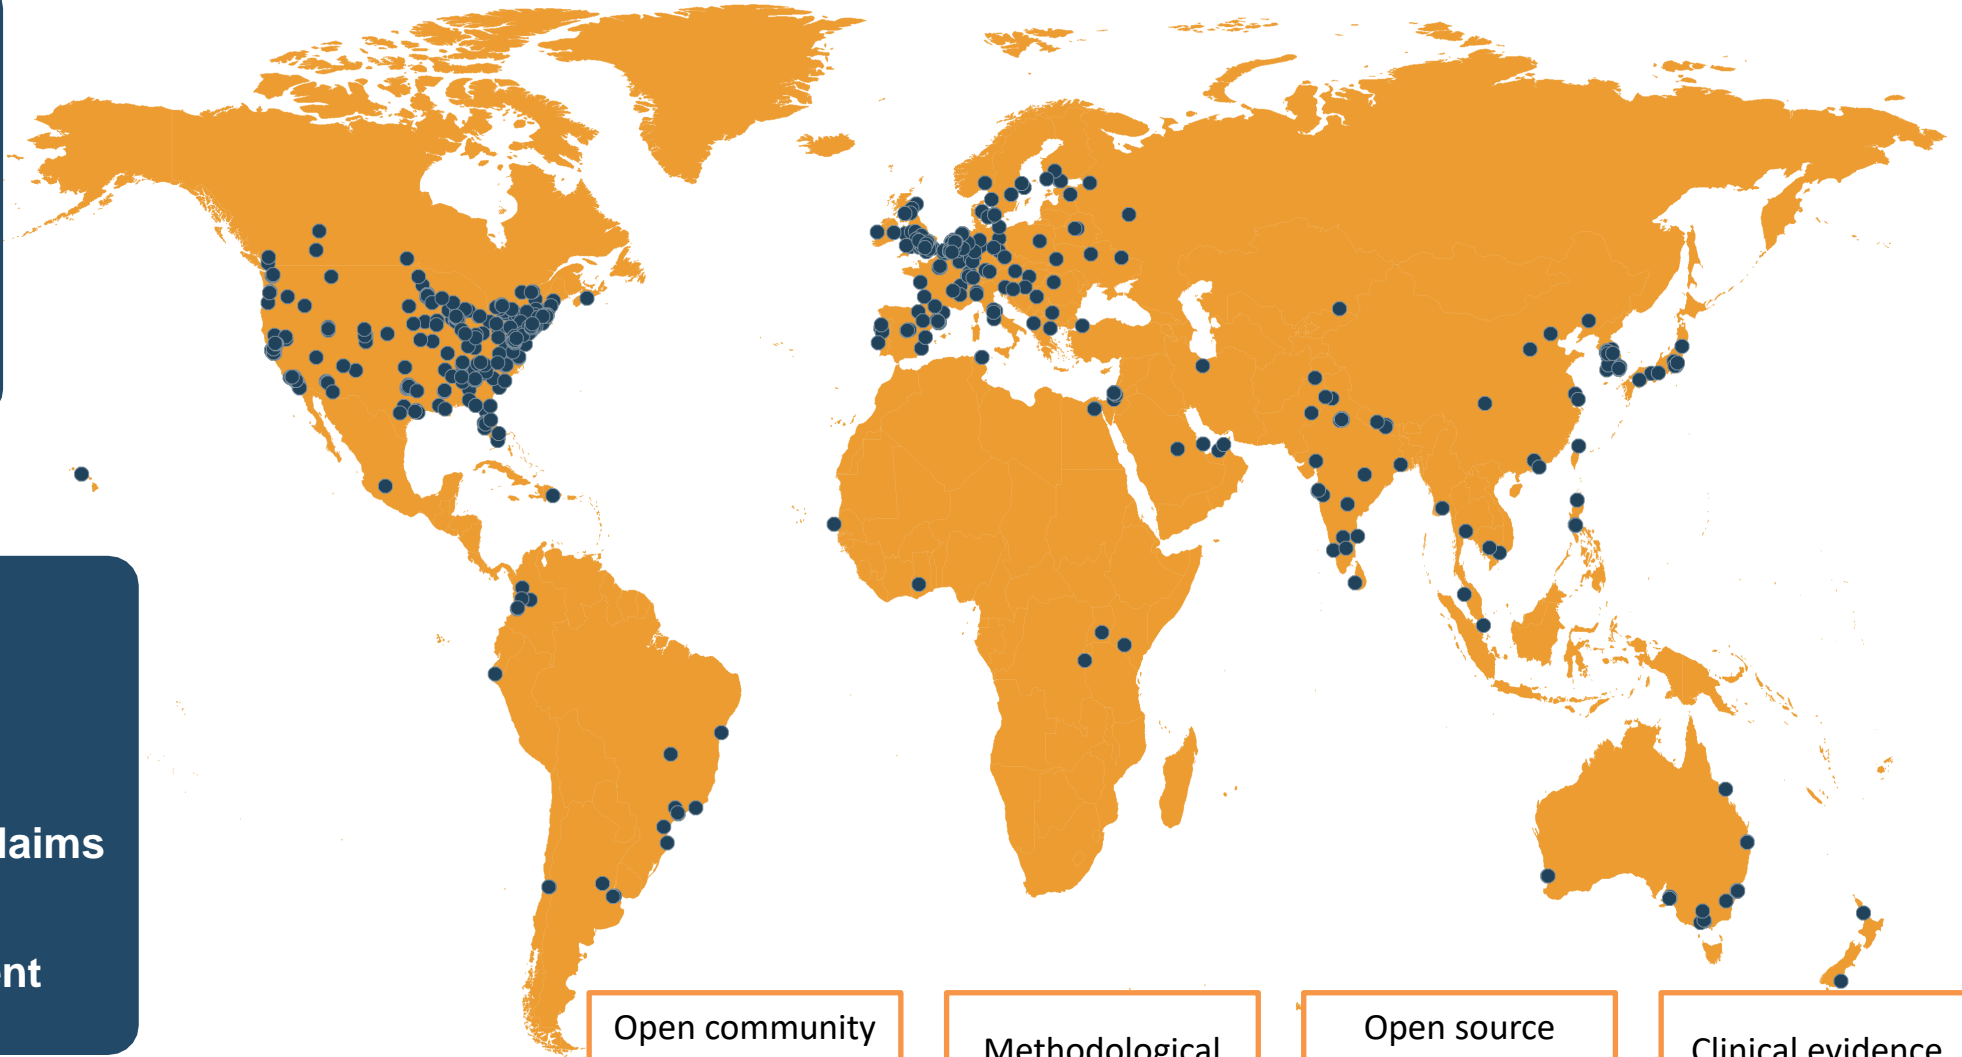 laims
nt
Open community
Methodological
Open source
Clinical evidence